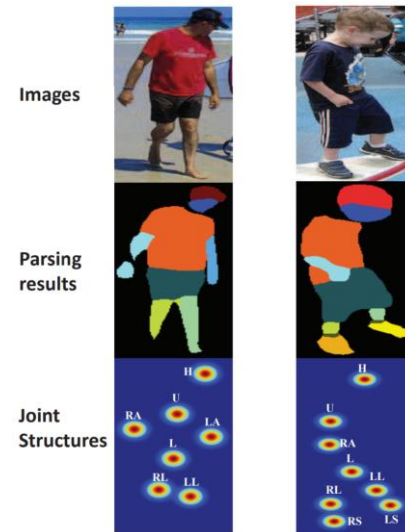 Images
Parsing
results
Joint
Structures
H
U
RA
LA
L
RL
LL
H
U
RA
L
LL
RL
LS
RS